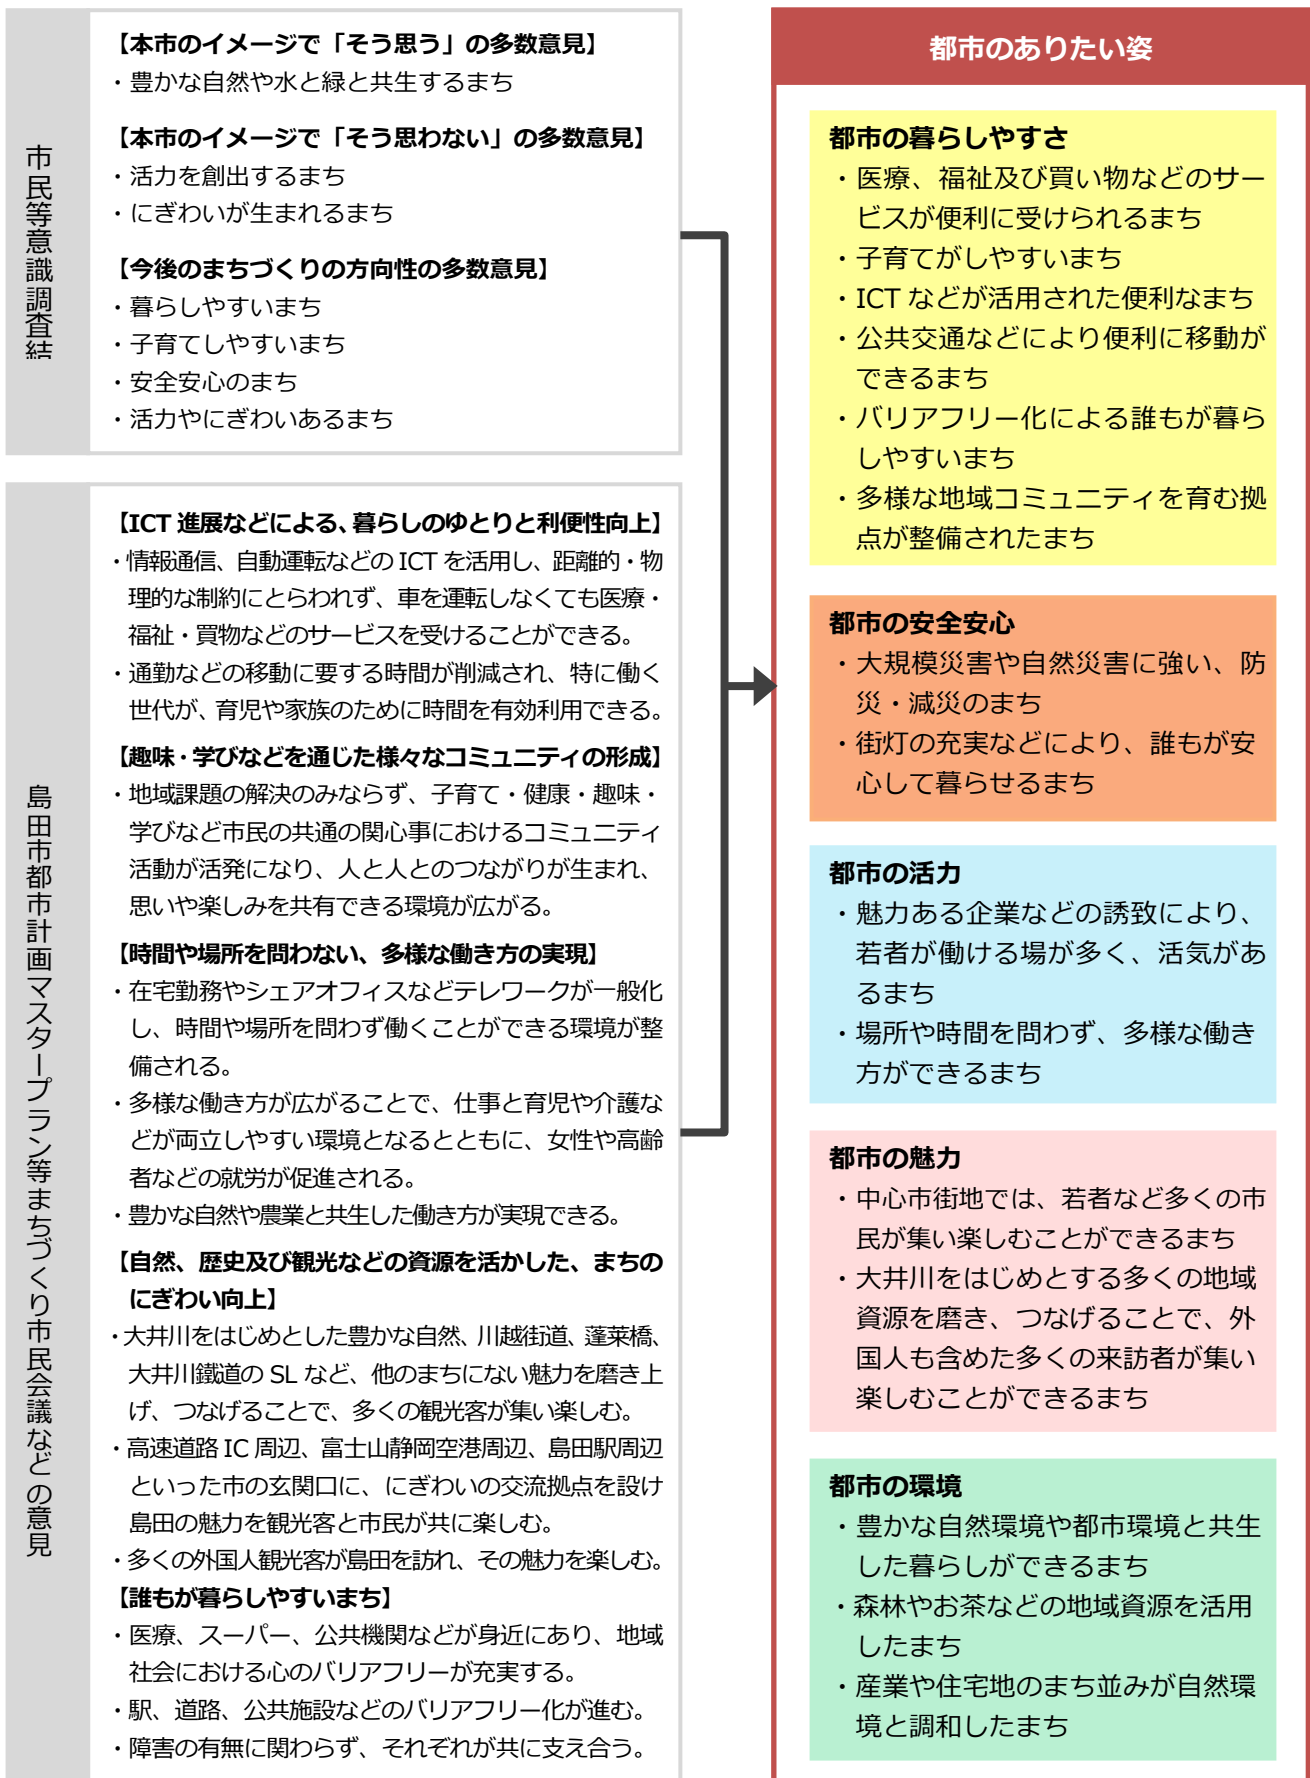 市民等意識調査結
【本市のイメージで「そう思う」の多数意見】
・豊かな自然や水と緑と共生するまち
【本市のイメージで「そう思わない」の多数意見】
・活力を創出するまち
・にぎわいが生まれるまち
【今後のまちづくりの方向性の多数意見】
・暮らしやすいまち
・子育てしやすいまち
・安全安心のまち
・活力やにぎわいあるまち
島田市都市計画マスタープラン等まちづくり市民会議などの意見
【ICT 進展などによる、暮らしのゆとりと利便性向上】
・情報通信、自動運転などの ICT を活用し、距離的・物
理的な制約にとらわれず、車を運転しなくても医療・
福祉・買物などのサービスを受けることができる。
・通勤などの移動に要する時間が削減され、特に働く
世代が、育児や家族のために時間を有効利用できる。
【趣味・学びなどを通じた様々なコミュニティの形成】
・地域課題の解決のみならず、子育て・健康・趣味・
学びなど市民の共通の関心事におけるコミュニティ
活動が活発になり、人と人とのつながりが生まれ、
思いや楽しみを共有できる環境が広がる。
【時間や場所を問わない、多様な働き方の実現】
・在宅勤務やシェアオフィスなどテレワークが一般化
し、時間や場所を問わず働くことができる環境が整
備される。
・多様な働き方が広がることで、仕事と育児や介護な
どが両立しやすい環境となるとともに、女性や高齢
者などの就労が促進される。
・豊かな自然や農業と共生した働き方が実現できる。
【自然、歴史及び観光などの資源を活かした、まちの
にぎわい向上】
・大井川をはじめとした豊かな自然、川越街道、蓬莱橋、
大井川鐵道の SL など、他のまちにない魅力を磨き上
げ、つなげることで、多くの観光客が集い楽しむ。
・高速道路 IC 周辺、富士山静岡空港周辺、島田駅周辺
といった市の玄関口に、にぎわいの交流拠点を設け
島田の魅力を観光客と市民が共に楽しむ。
・多くの外国人観光客が島田を訪れ、その魅力を楽しむ。
【誰もが暮らしやすいまち】
・医療、スーパー、公共機関などが身近にあり、地域
社会における心のバリアフリーが充実する。
・駅、道路、公共施設などのバリアフリー化が進む。
・障害の有無に関わらず、それぞれが共に支え合う。
都市のありたい姿
都市の暮らしやすさ
・医療、福祉及び買い物などのサー
ビスが便利に受けられるまち
・子育てがしやすいまち
・ICT などが活用された便利なまち
・公共交通などにより便利に移動が
できるまち
・バリアフリー化による誰もが暮ら
しやすいまち
・多様な地域コミュニティを育む拠
点が整備されたまち
都市の安全安心
・大規模災害や自然災害に強い、防
災・減災のまち
・街灯の充実などにより、誰もが安
心して暮らせるまち
都市の活力
・魅力ある企業などの誘致により、
若者が働ける場が多く、活気があ
るまち
・場所や時間を問わず、多様な働き
方ができるまち
都市の魅力
・中心市街地では、若者など多くの市
民が集い楽しむことができるまち
・大井川をはじめとする多くの地域
資源を磨き、つなげることで、外
国人も含めた多くの来訪者が集い
楽しむことができるまち
都市の環境
・豊かな自然環境や都市環境と共生
した暮らしができるまち
・森林やお茶などの地域資源を活用
したまち
・産業や住宅地のまち並みが自然環
境と調和したまち